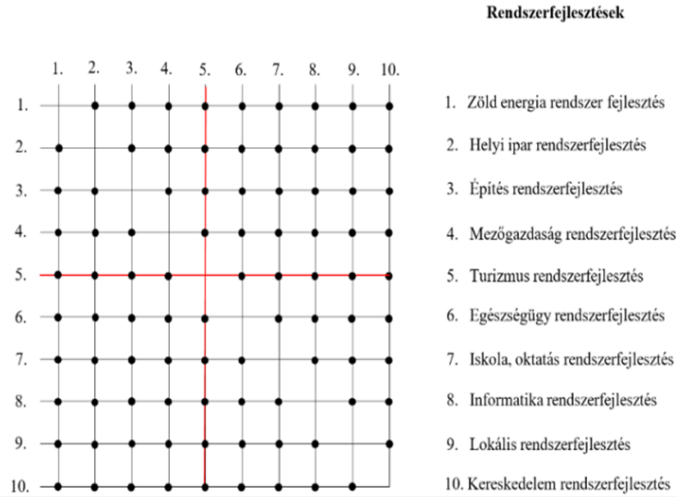 Rendszerfejlesztések
1. 2. 3. 4. 5. 6. 7. 8. 9. 10.
1.
2.
3.
4.
5.
6.
7.
8.
9.
10.
1. Zöld energia rendszer fejlesztés
2. Helyi ipar rendszerfejlesztés
3. Építés rendszerfejlesztés
4. Mezőgazdaság rendszerfejlesztés
5. Turizmus rendszerfejlesztés
6. Egészségügy rendszerfejlesztés
7. Iskola, oktatás rendszerfejlesztés
8. Informatika rendszerfejlesztés
9. Lokális rendszerfejlesztés
10. Kereskedelem rendszerfejlesztés